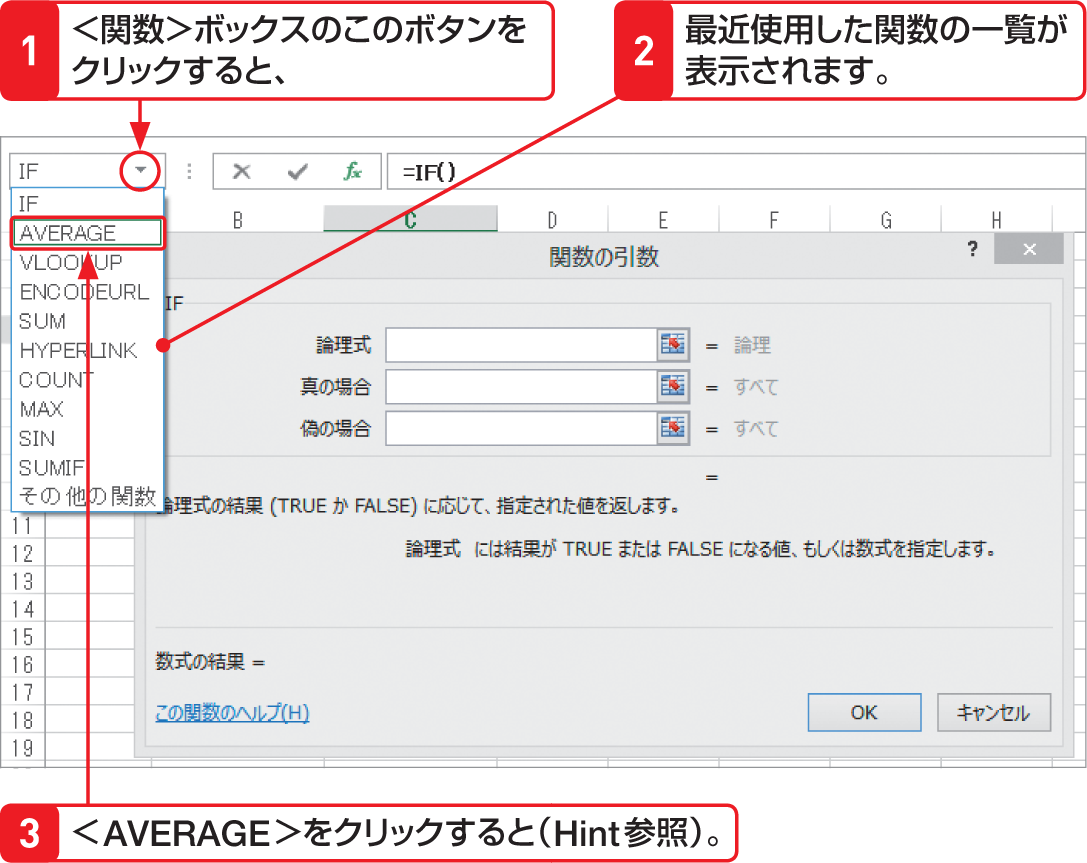 1 <関数>ボックスのこのボタンを
クリックすると、
2 最近使用した関数の一覧が
表示されます。
IF
fx
=IF()
IF
AVERAGE
VLOOKUP
ENCODEURL
SUM
HYPERLINK
COUNT
MAX
SIN
SUMIF
その他の関数
B C D E F G H
関数の引数
? ×
IF
論理式 = 論理
真の場合 = すべて
偽の場合 = すべて
=
論理式の結果 (TRUE か FALSE) に応じて、指定された値を返します。
論理式 には結果が TRUE または FALSE になる値、もしくは数式を指定します。
11
12
13
14
15
16
17
18
19
数式の結果 =
この関数のヘルプ(H)
OK
キャンセル
3 <AVERAGE>をクリックすると(Hint参照)。